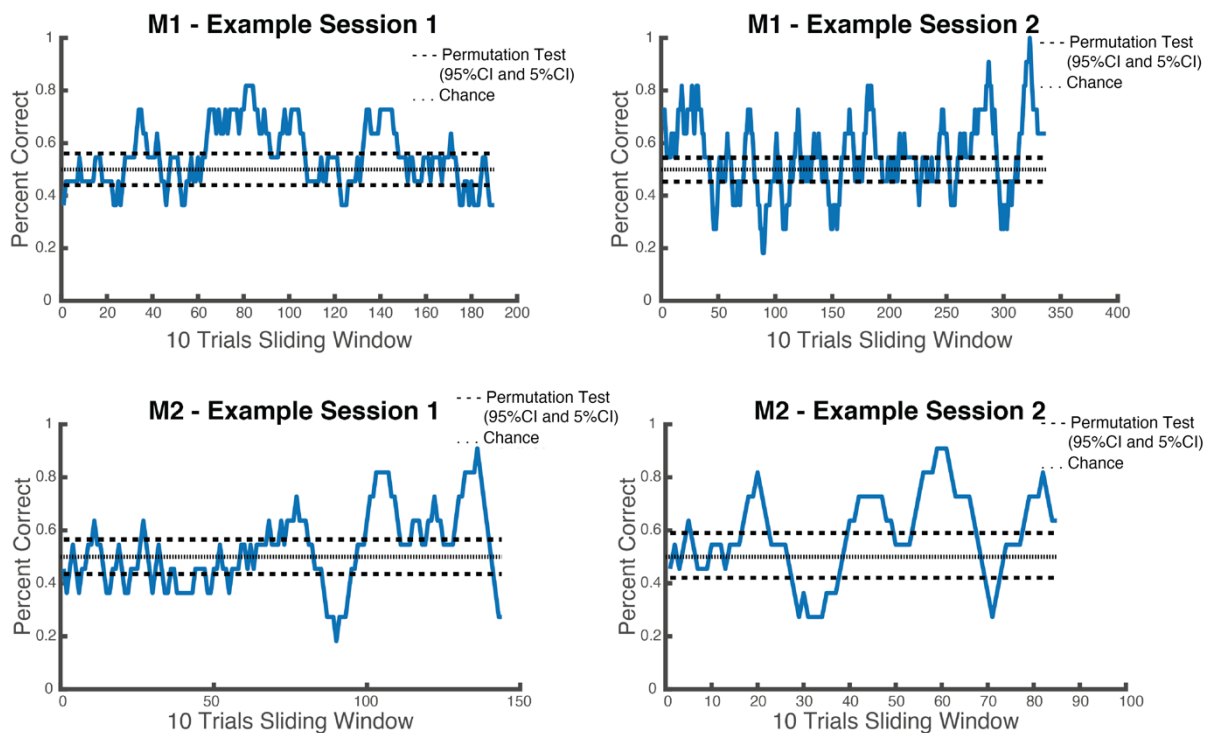 M1 - Example Session 1
--- Permutation Test
(95%CI and 5%CI)
... Chance
Percent Correct
1
0.8
0.6
0.4
0.2
0
0 20 40 60 80 100 120 140 160 180 200
10 Trials Sliding Window
M1 - Example Session 2
--- Permutation Test
(95%CI and 5%CI)
... Chance
Percent Correct
1
0.8
0.6
0.4
0.2
0
0 50 100 150 200 250 300 350 400
10 Trials Sliding Window
M2 - Example Session 1
--- Permutation Test
(95%CI and 5%CI)
... Chance
Percent Correct
1
0.8
0.6
0.4
0.2
0
0 50 100 150
10 Trials Sliding Window
M2 - Example Session 2
--- Permutation Test
(95%CI and 5%CI)
... Chance
Percent Correct
1
0.8
0.6
0.4
0.2
0
0 10 20 30 40 50 60 70 80 90 100
10 Trials Sliding Window